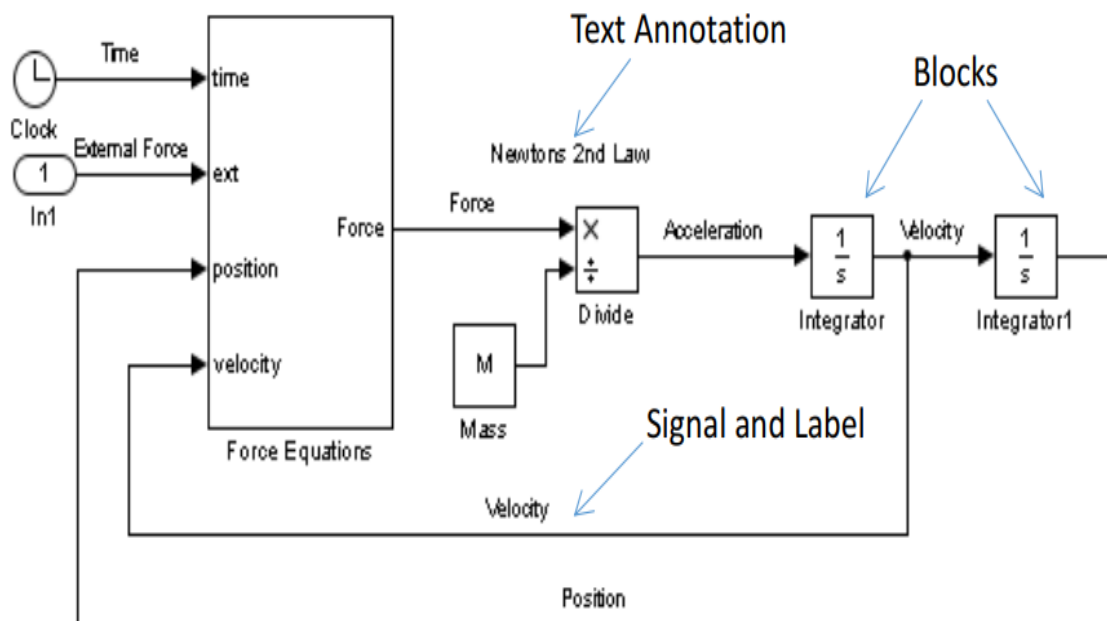 Text Annotation
Time
time
Blocks
Clock
External Force
Newtons 2nd Law
1
ext
In1
Force
Force
×
Acceleration
1
s
Velocity
1
s
position
÷
Divide
Integrator
Integrator1
velocity
M
Mass
Signal and Label
Force Equations
Velocity
Position